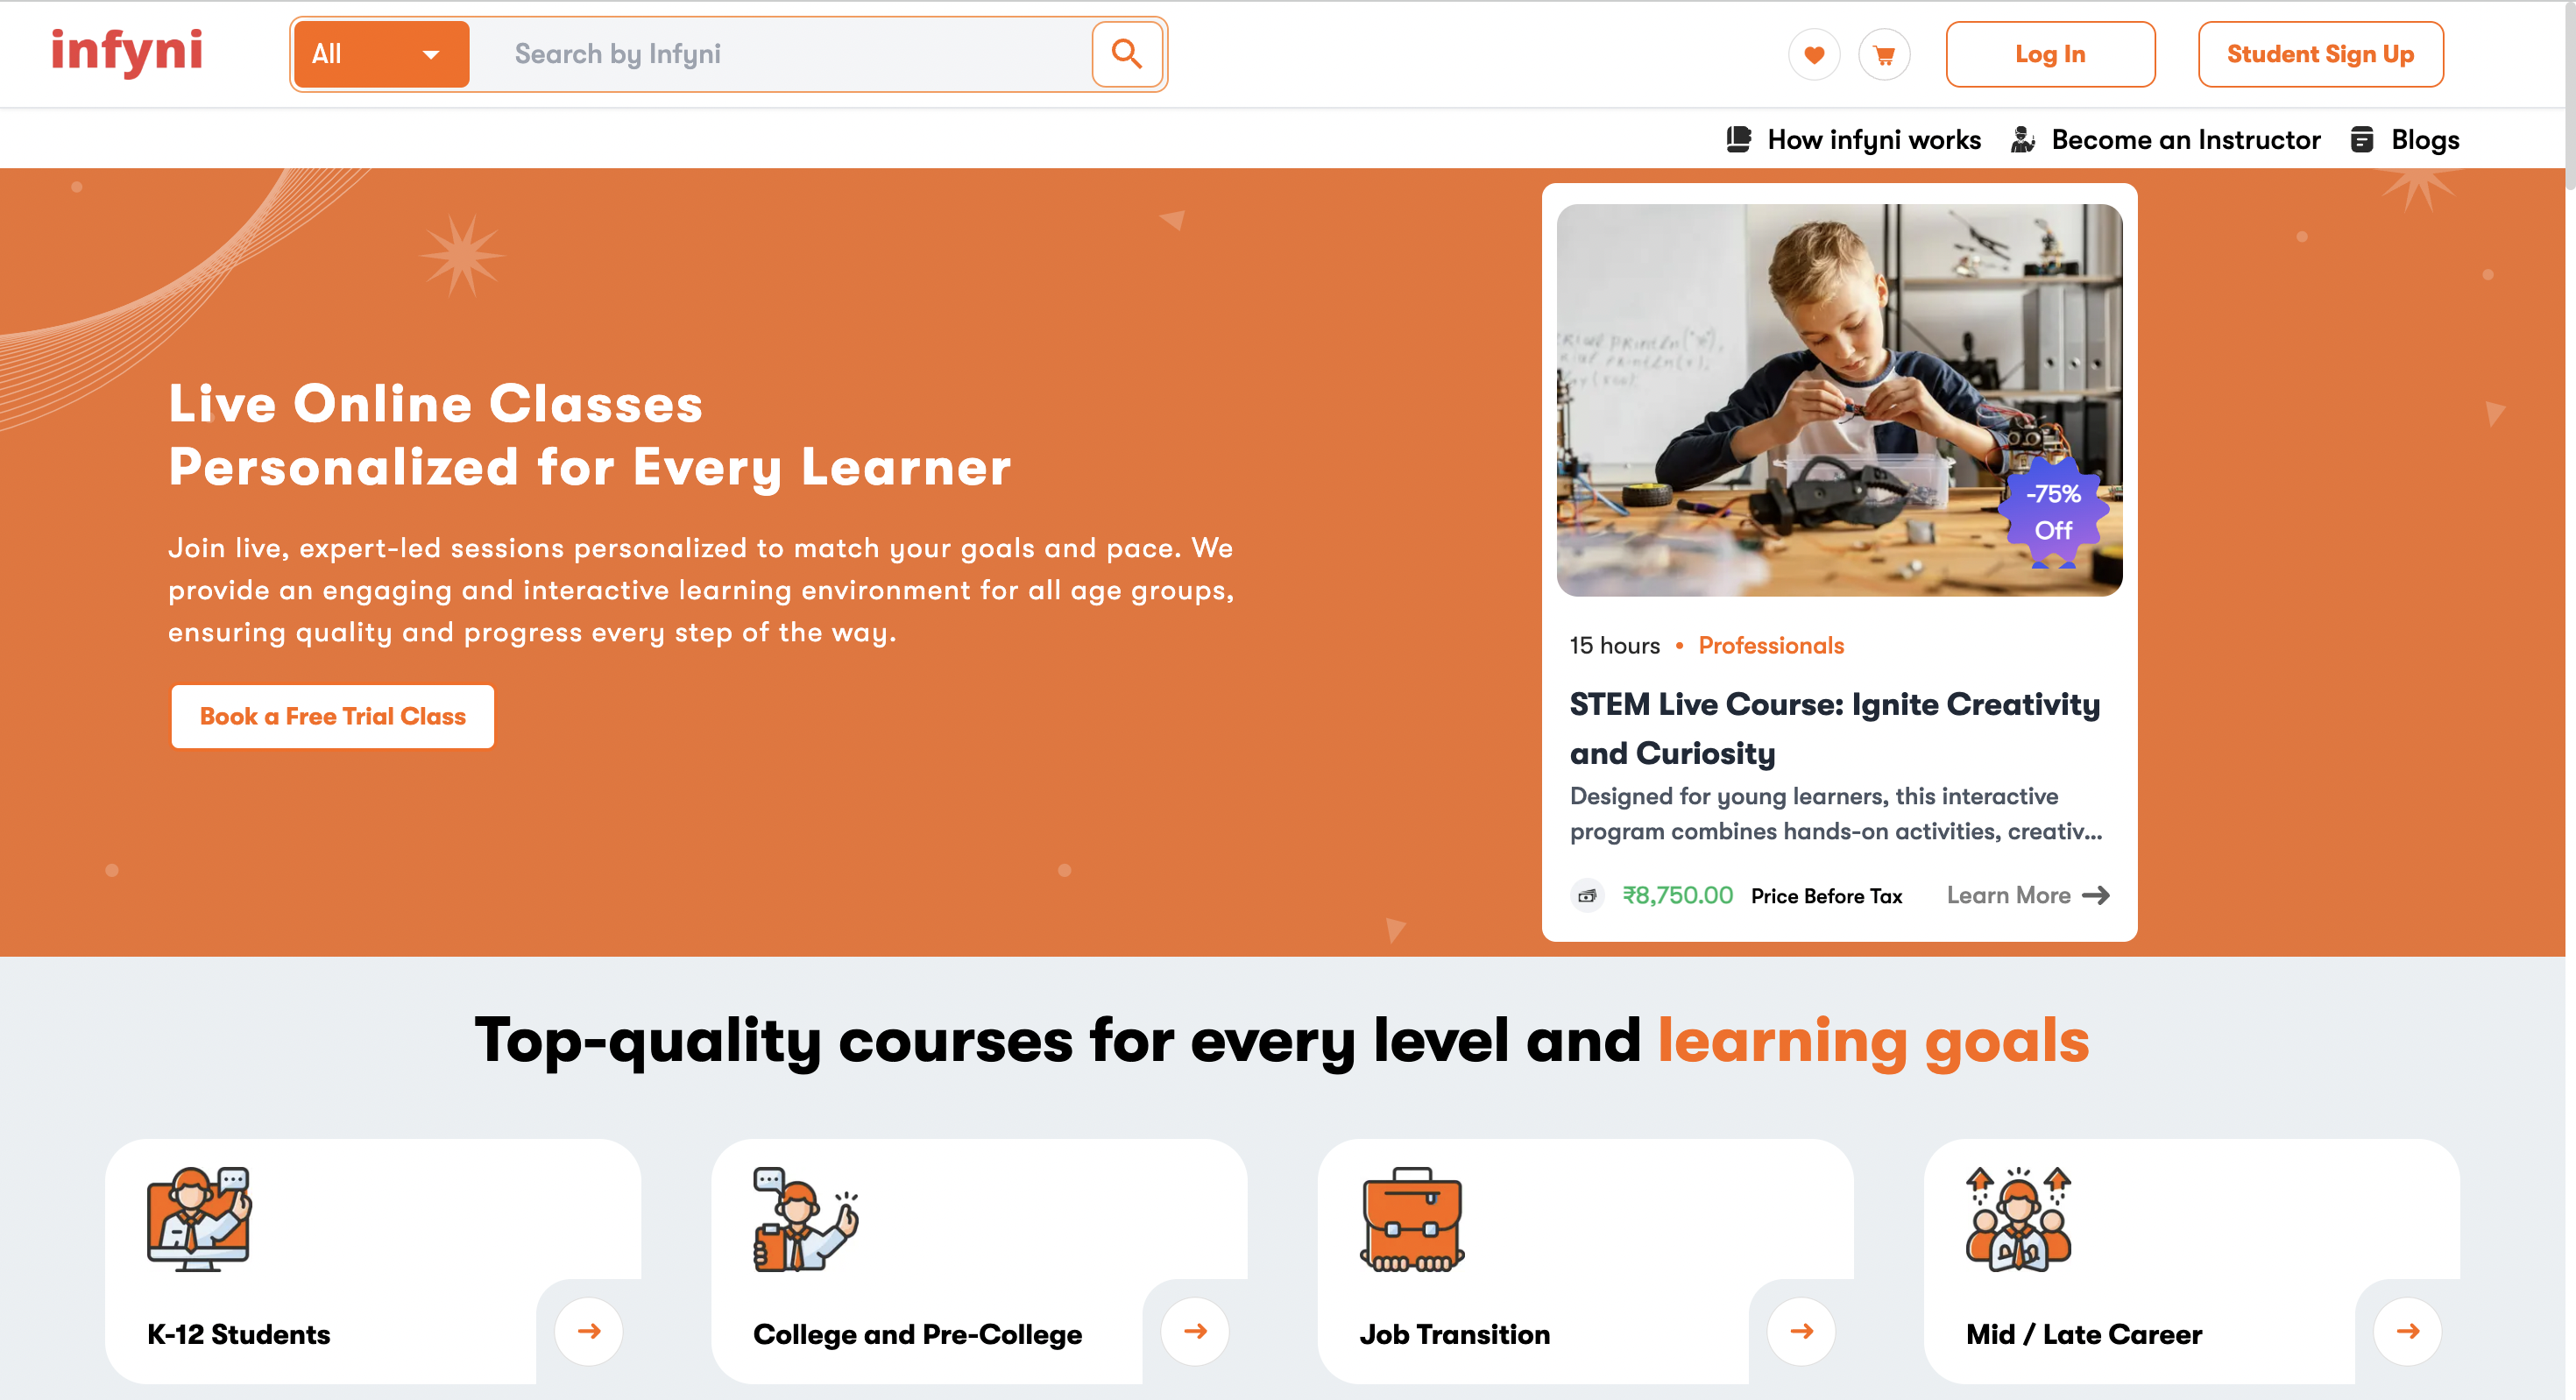 infyni
All
Search by Infyni
Log In
Student Sign Up
How infyni works
Become an Instructor
Blogs
Live Online Classes
Personalized for Every Learner
Join live, expert-led sessions personalized to match your goals and pace. We
provide an engaging and interactive learning environment for all age groups,
ensuring quality and progress every step of the way.
Book a Free Trial Class
-75%
Off
15 hours • Professionals
STEM Live Course: Ignite Creativity
and Curiosity
Designed for young learners, this interactive
program combines hands-on activities, creativ...
₹8,750.00 Price Before Tax
Learn More
Top-quality courses for every level and learning goals
K-12 Students
College and Pre-College
Job Transition
Mid / Late Career